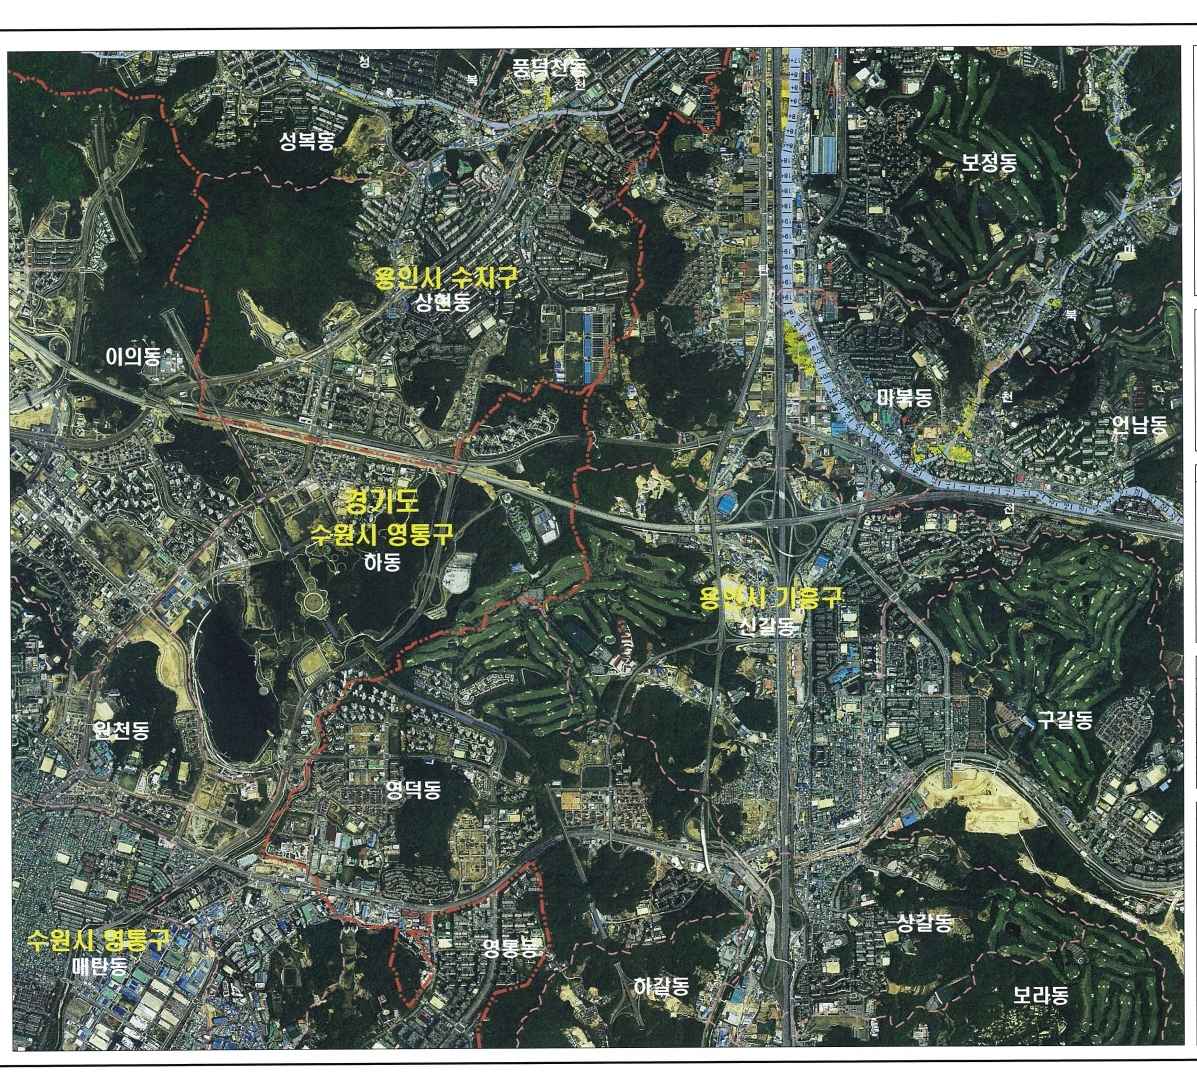 성
복
천
풍덕천동
성복동
보정동
탄
미
북
천
용인시 수지구
상현동
이의동
마북동
언남동
경기도
수원시 영통구
하동
천
용인시 기흥구
신갈동
원천동
구갈동
영덕동
상갈동
수원시 영통구
매탄동
영통동
하갈동
보라동